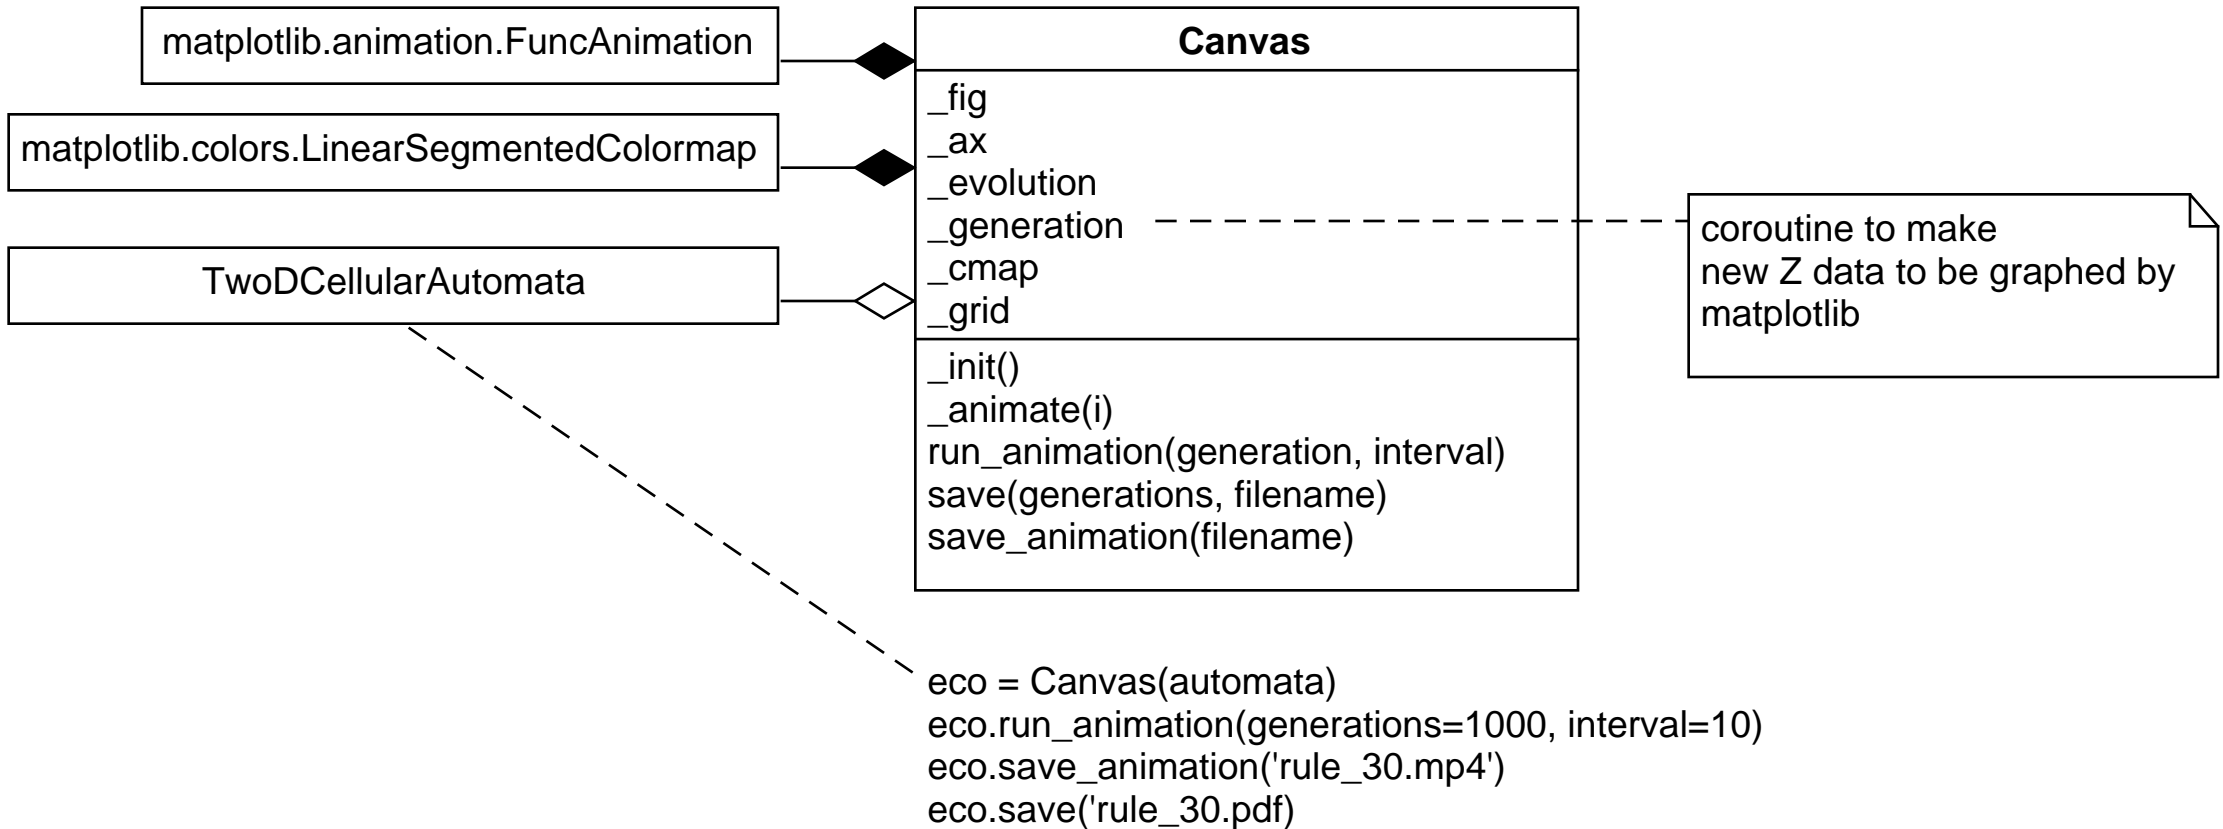 matplotlib.animation.FuncAnimation
matplotlib.colors.LinearSegmentedColormap
TwoDCellularAutomata
Canvas
_fig
_ax
_evolution
_generation
_cmap
_grid
_init()
_animate(i)
run_animation(generation, interval)
save(generations, filename)
save_animation(filename)
coroutine to make
new Z data to be graphed by
matplotlib
eco = Canvas(automata)
eco.run_animation(generations=1000, interval=10)
eco.save_animation('rule_30.mp4')
eco.save('rule_30.pdf)